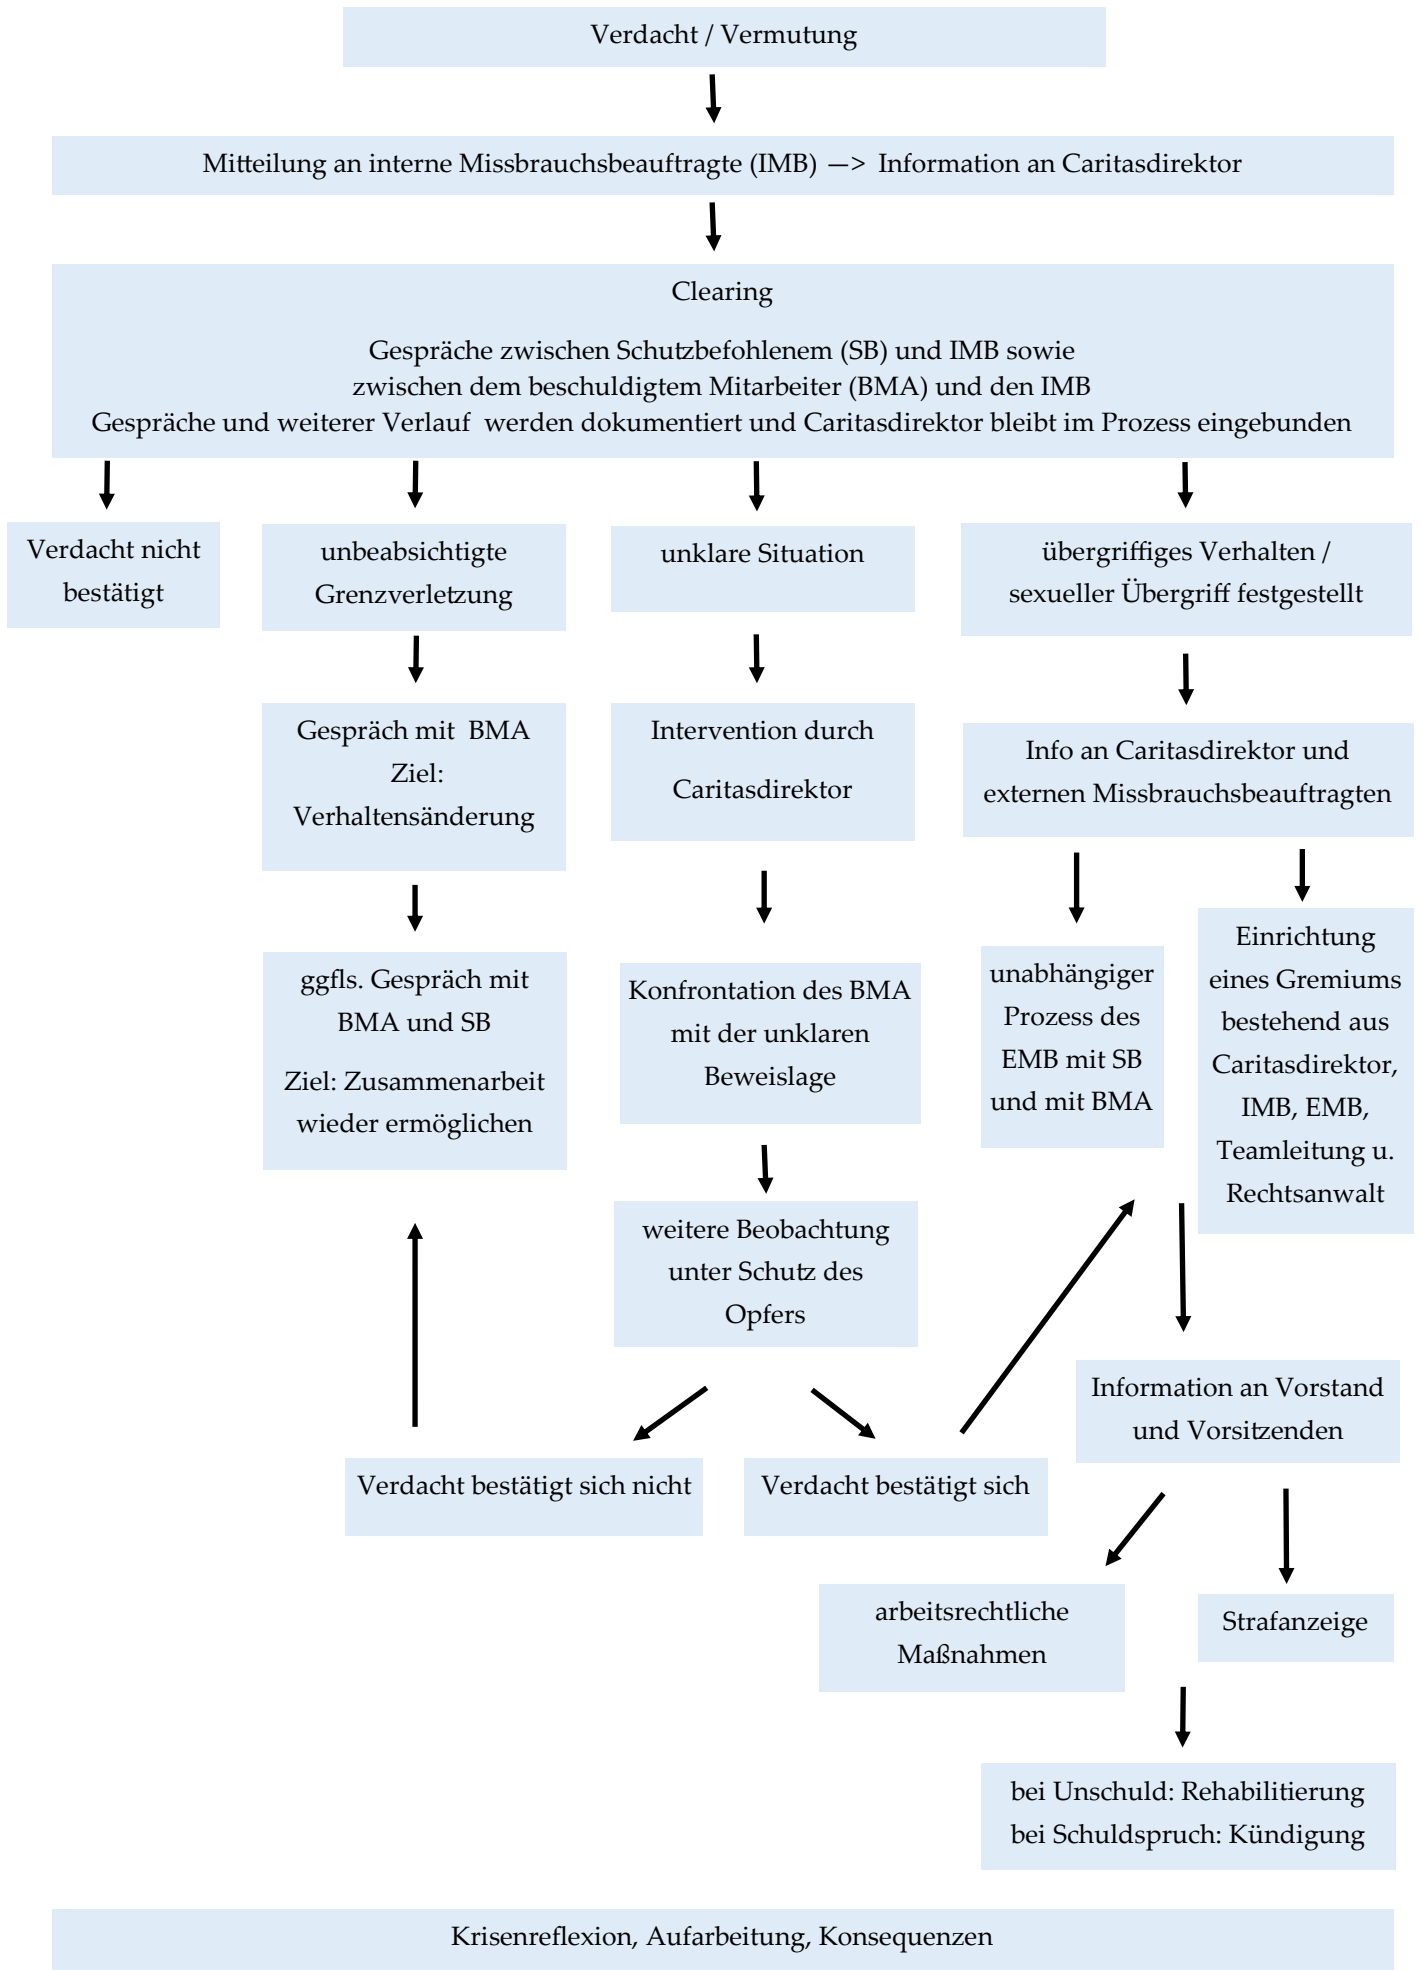 Verdacht / Vermutung
Mitteilung an interne Missbrauchsbeauftragte (IMB) —> Information an Caritasdirektor
Clearing
Gespräche zwischen Schutzbefohlenem (SB) und IMB sowie
zwischen dem beschuldigtem Mitarbeiter (BMA) und den IMB
Gespräche und weiterer Verlauf werden dokumentiert und Caritasdirektor bleibt im Prozess eingebunden
Verdacht nicht
bestätigt
unbeabsichtigte
Grenzverletzung
unklare Situation
übergriffiges Verhalten /
sexueller Übergriff festgestellt
Gespräch mit BMA
Ziel:
Verhaltensänderung
Intervention durch
Caritasdirektor
Info an Caritasdirektor und
externen Missbrauchsbeauftragten
ggfls. Gespräch mit
BMA und SB
Ziel: Zusammenarbeit
wieder ermöglichen
Konfrontation des BMA
mit der unklaren
Beweislage
unabhängiger
Prozess des
EMB mit SB
und mit BMA
Einrichtung
eines Gremiums
bestehend aus
Caritasdirektor,
IMB, EMB,
Teamleitung u.
Rechtsanwalt
weitere Beobachtung
unter Schutz des
Opfers
Information an Vorstand
und Vorsitzenden
Verdacht bestätigt sich nicht
Verdacht bestätigt sich
arbeitsrechtliche
Maßnahmen
Strafanzeige
bei Unschuld: Rehabilitierung
bei Schuldspruch: Kündigung
Krisenreflexion, Aufarbeitung, Konsequenzen